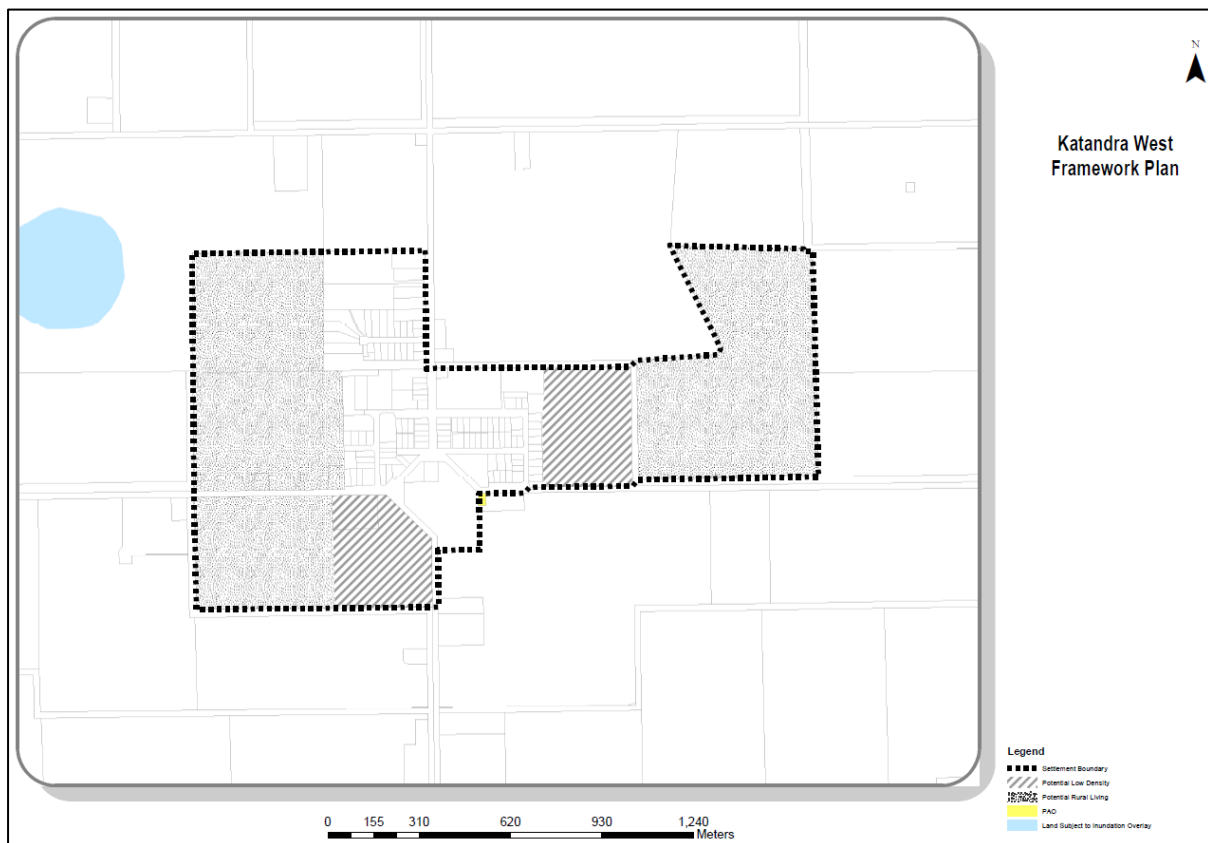 N
Katandra West
Framework Plan
Legend
Settlement Boundary
Potential Low Density
Potential Rural Living
PAO
Land Subject to Inundation Overlay
0 155 310 620 930 1,240
Meters